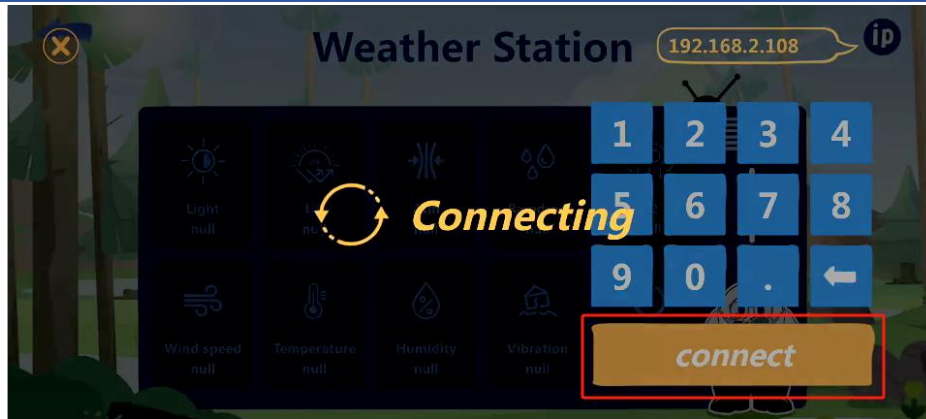 Weather Station
192.168.2.108
ip
1 2 3 4
Light
null
Connecting
5 6 7 8
9 0 .
Wind speed
null
Temperature
null
Humidity
null
Vibration
null
connect